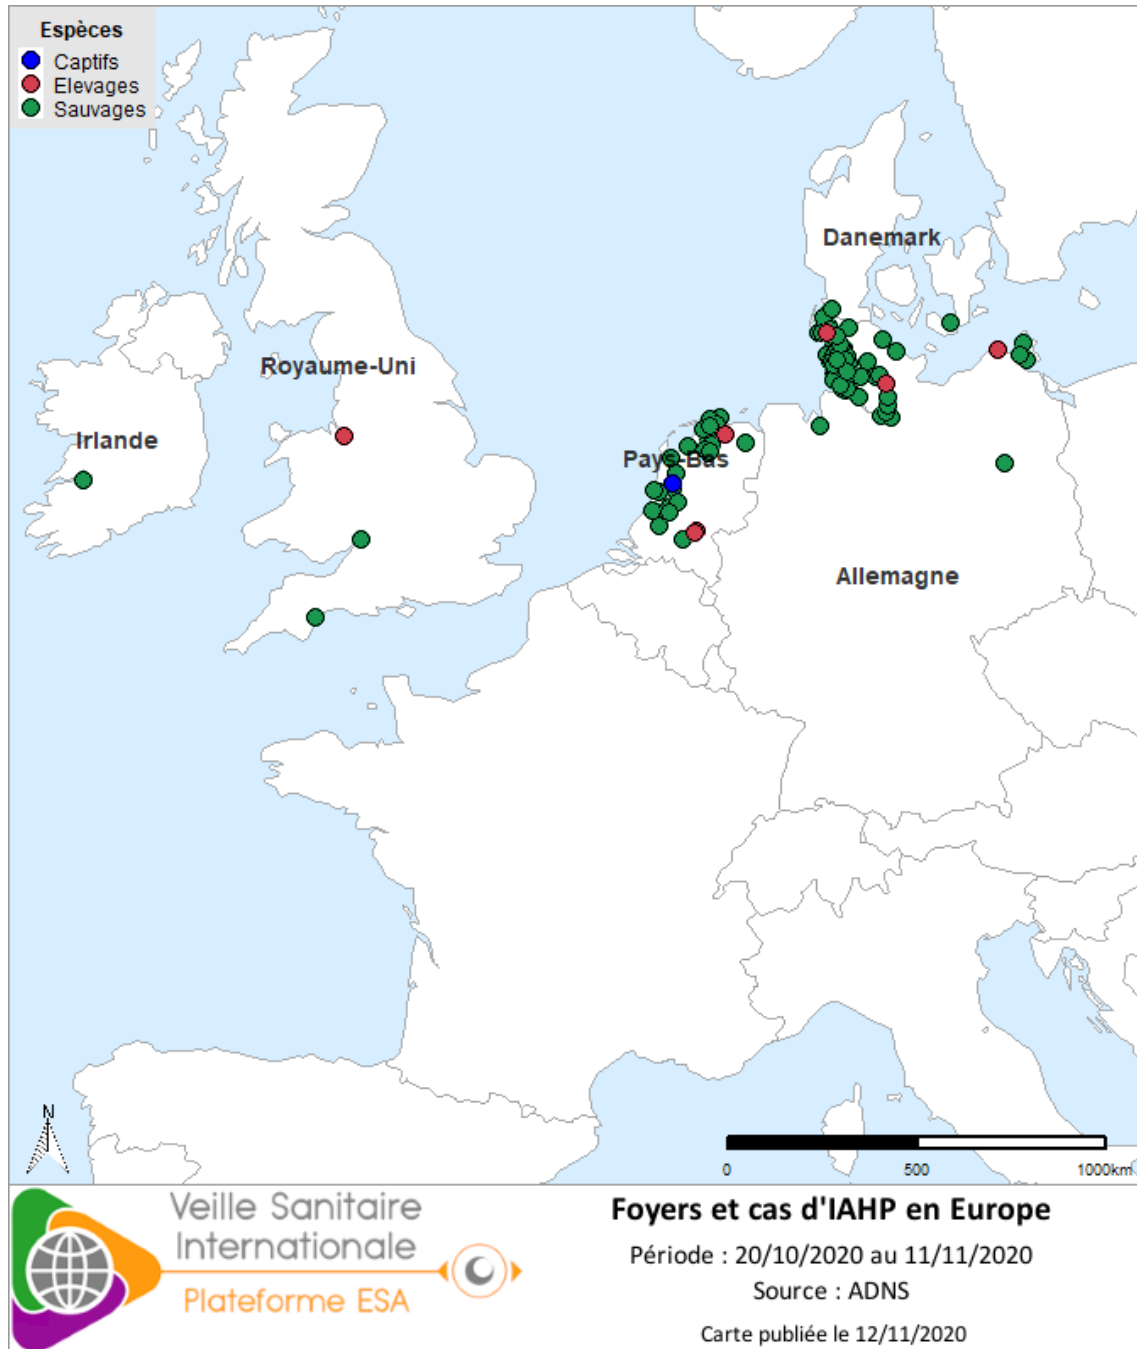 Espèces
Captifs
Elevages
Sauvages
Danemark
Royaume-Uni
Irlande
Pays-Bas
Allemagne
N
0 500 1000km
Veille Sanitaire
Internationale
Plateforme ESA
Foyers et cas d'IAHP en Europe
Période : 20/10/2020 au 11/11/2020
Source : ADNS
Carte publiée le 12/11/2020